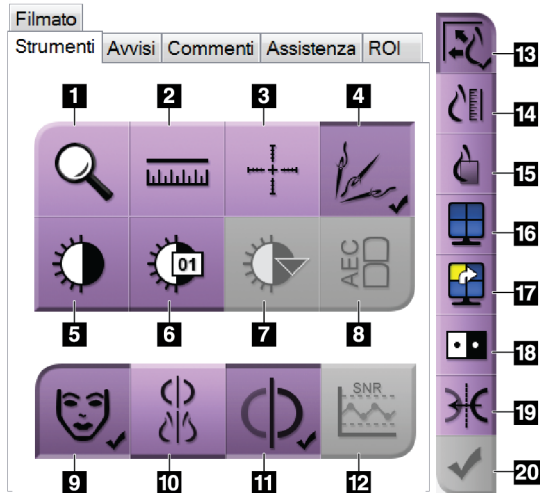 Filmato
Strumenti Avvisi Commenti Assistenza ROI
1 2 3 4
01
AEC
5 6 7 8
SNR
9 10 11 12
13
14
15
16
17
18
19
20